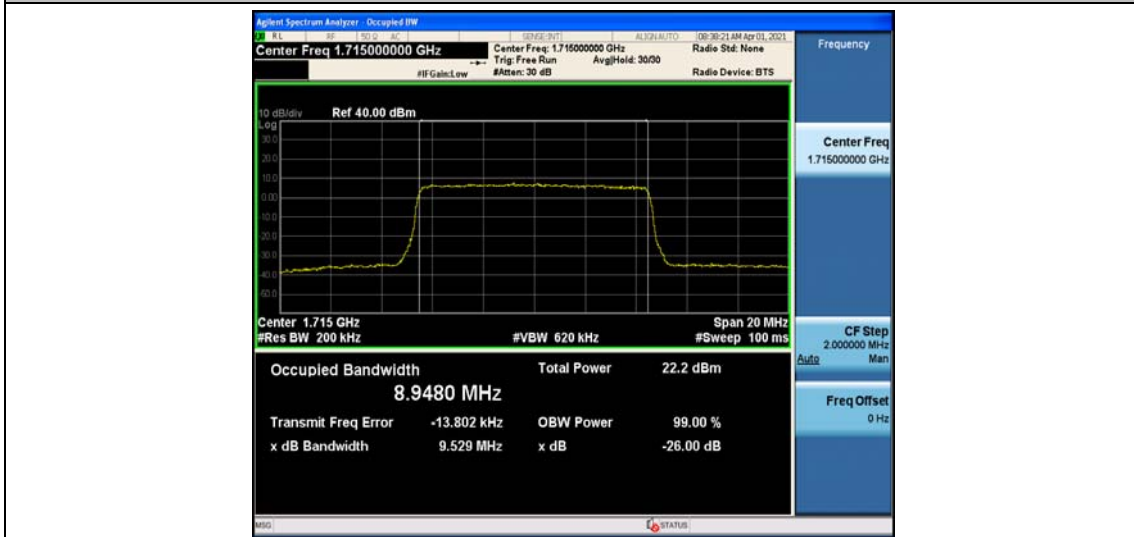 Agilent Spectrum Analyzer - Occupied BW
RL RF 50 Ω AC SENSE:INT ALIGN AUTO 08:38:21 AM Apr 01, 2021
Center Freq 1.715000000 GHz
Center Freq: 1.715000000 GHz
Radio Std: None
Trig: Free Run Avg|Hold: 30/30
#IFGain:Low
#Atten: 30 dB
Radio Device: BTS
Frequency
10 dB/div Ref 40.00 dBm
Log
30.0
20.0
10.0
0.00
-10.0
-20.0
-30.0
-40.0
-50.0
Center 1.715 GHz Span 20 MHz
#Res BW 200 kHz #VBW 620 kHz #Sweep 100 ms
Center Freq
1.715000000 GHz
CF Step
2.000000 MHz
Auto Man
Freq Offset
0 Hz
Occupied Bandwidth Total Power 22.2 dBm
8.9480 MHz
Transmit Freq Error -13.802 kHz OBW Power 99.00 %
x dB Bandwidth 9.529 MHz x dB -26.00 dB
MSG STATUS